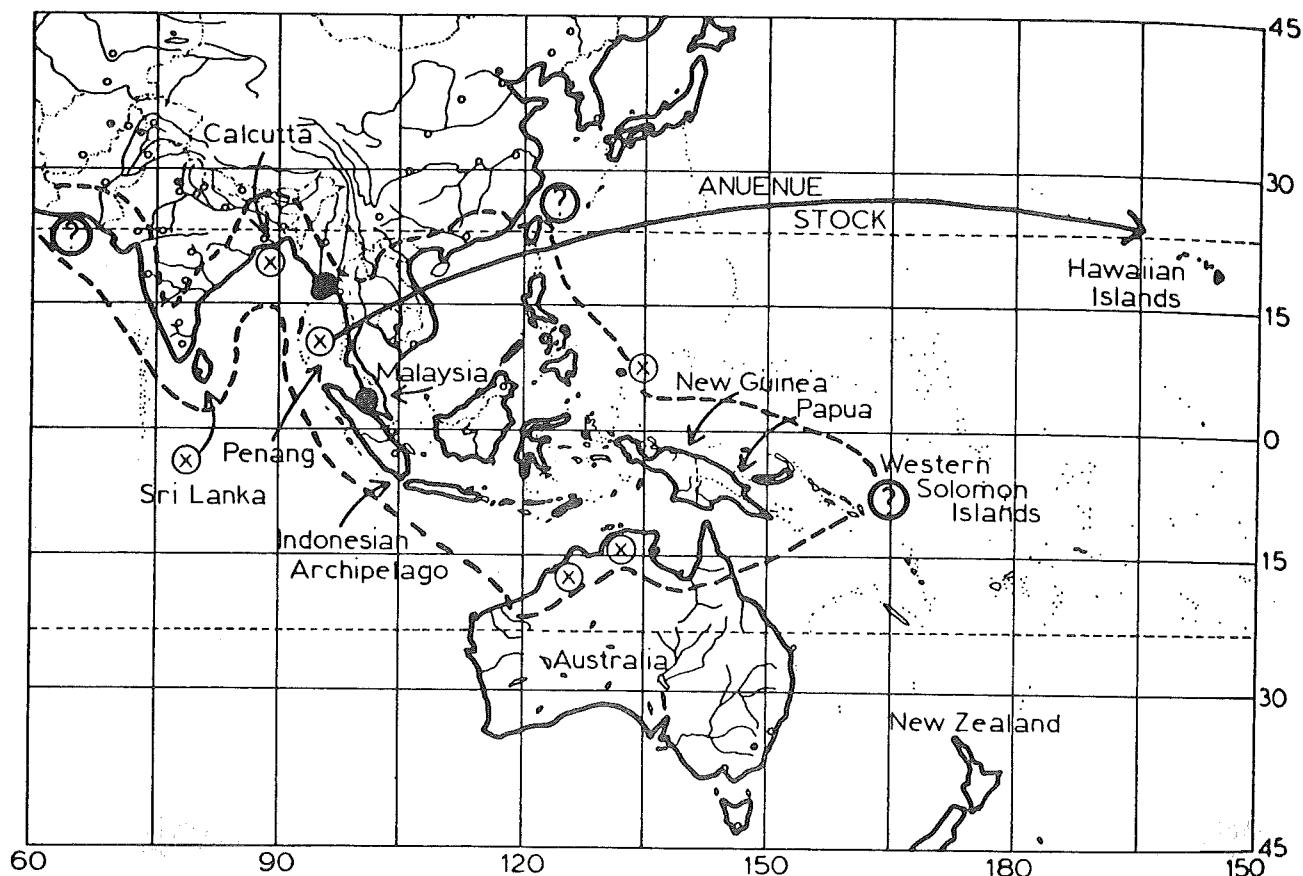 45
Calcutta
30
?
?
ANUENUE
STOCK
Hawaiian
Islands
15
X
X
X
Malaysia
New Guinea
Papua
0
X
Penang
Sri Lanka
Western
Solomon
Islands
?
Indonesian
Archipelago
X
X
15
Australia
30
New Zealand
45
60
90
120
150
180
150